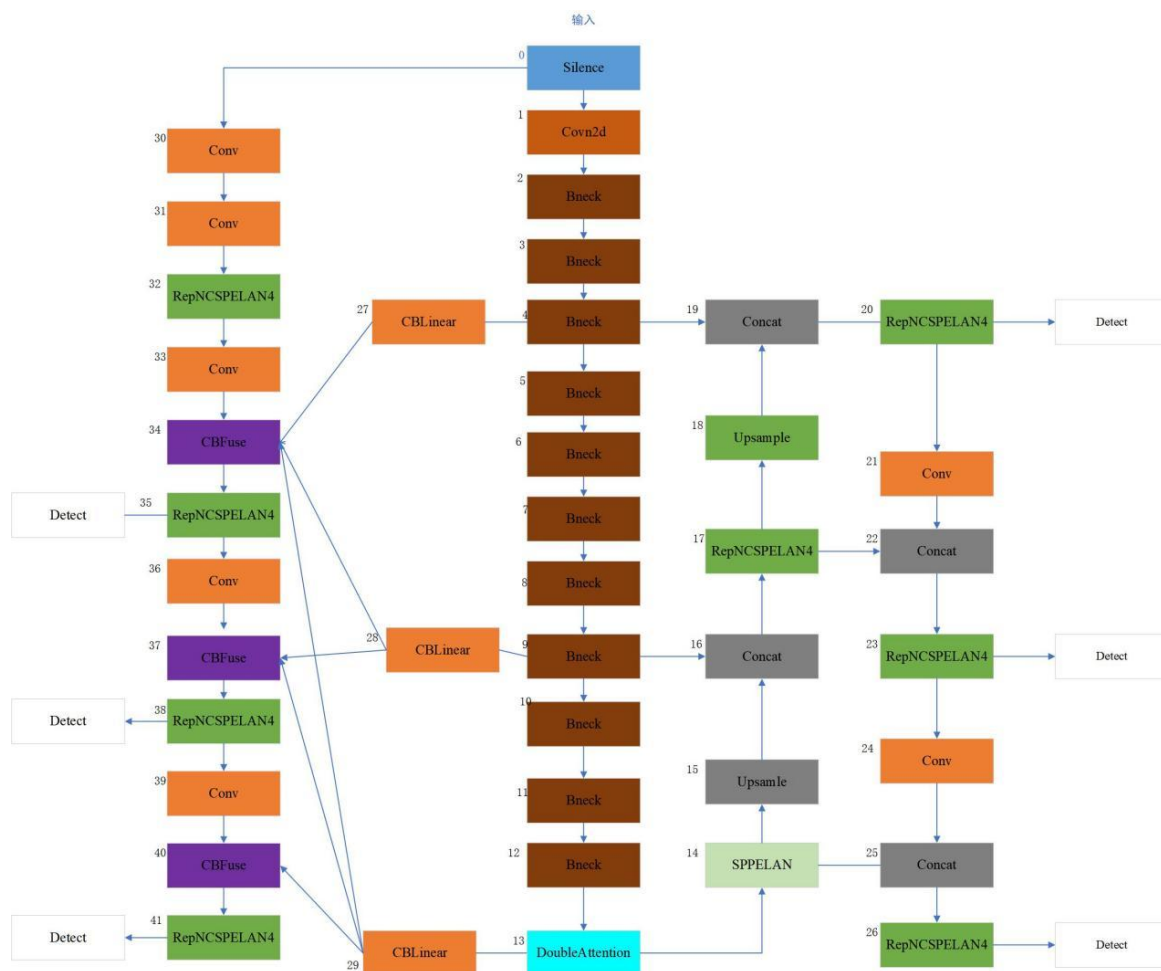 输入
0
Silence
1
Covn2d
2
Bneck
3
Bneck
4
Bneck
5
Bneck
6
Bneck
7
Bneck
8
Bneck
9
Bneck
10
Bneck
11
Bneck
12
Bneck
13
DoubleAttention
30
Conv
31
Conv
32
RepNCSPELAN4
33
Conv
34
CBFuse
35
RepNCSPELAN4
Detect
36
Conv
37
CBFuse
38
RepNCSPELAN4
Detect
39
Conv
40
CBFuse
41
RepNCSPELAN4
Detect
27
CBLinear
28
CBLinear
29
CBLinear
14
SPPELAN
15
Upsamle
16
Concat
17
RepNCSPELAN4
18
Upsample
19
Concat
20
RepNCSPELAN4
Detect
21
Conv
22
Concat
23
RepNCSPELAN4
Detect
24
Conv
25
Concat
26
RepNCSPELAN4
Detect